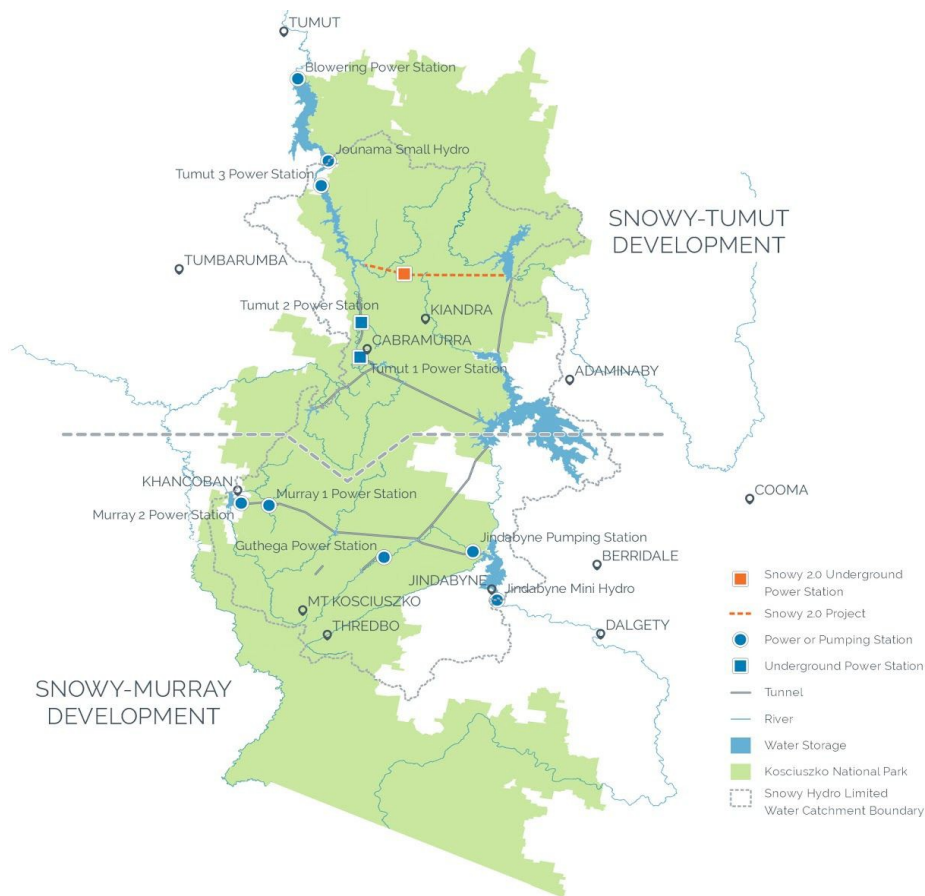 TUMUT
Blowering Power Station
Jounama Small Hydro
Tumut 3 Power Station
SNOWY-TUMUT
DEVELOPMENT
TUMBARUMBA
Tumut 2 Power Station
KIANDRA
CABRAMURRA
Tumut 1 Power Station
ADAMINABY
KHANCOBAN
Murray 1 Power Station
COOMA
Murray 2 Power Station
Jindabyne Pumping Station
Guthega Power Station
BERRIDALE
JINDABYNE
Jindabyne Mini Hydro
MT KOSCIUSZKO
THREDBO
DALGETY
SNOWY-MURRAY
DEVELOPMENT
Snowy 2.0 Underground
Power Station
Snowy 2.0 Project
Power or Pumping Station
Underground Power Station
Tunnel
River
Water Storage
Kosciuszko National Park
Snowy Hydro Limited
Water Catchment Boundary